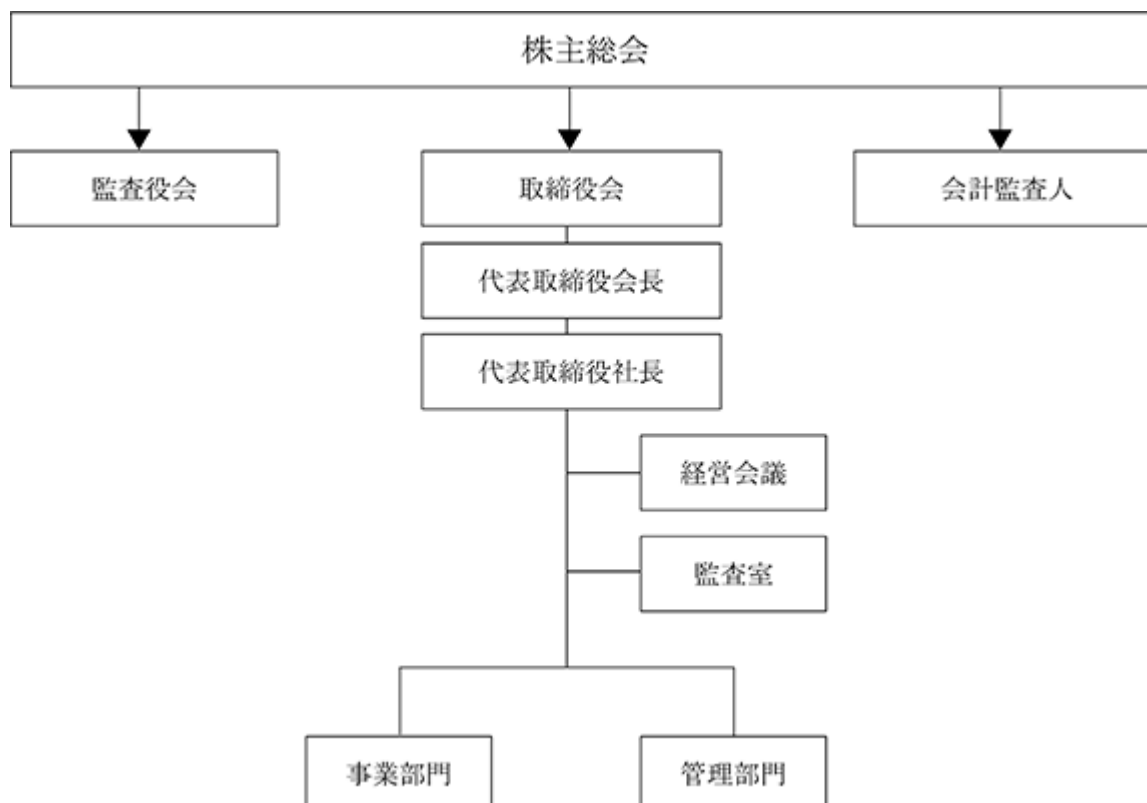 株主総会
監査役会
取締役会
会計監査人
代表取締役会長
代表取締役社長
経営会議
監査室
事業部門
管理部門